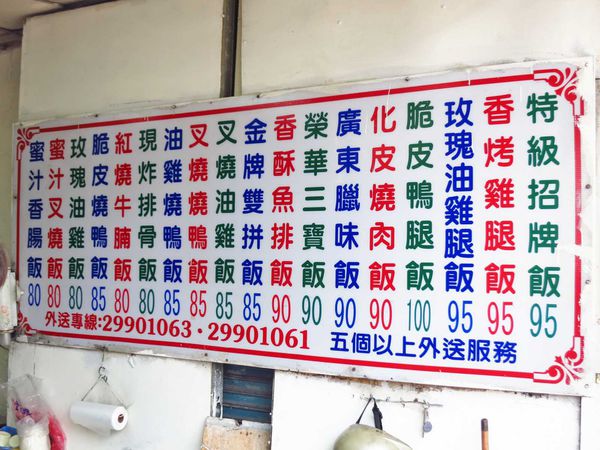 特級招牌飯 95
香烤雞腿飯 95
玫瑰油雞腿飯 95
脆皮鴨腿飯 100
化皮燒肉飯 90
廣東臘味飯 90
榮華三寶飯 90
香酥魚排飯 90
金牌雙拼飯 85
叉燒油雞飯 85
叉燒燒鴨飯 85
油雞燒鴨飯 85
現炸排骨飯 80
紅燒牛腩飯 80
脆皮燒鴨飯 85
玫瑰油雞飯 80
蜜汁叉燒飯 80
蜜汁香腸飯 80
外送專線:29901063·29901061
五個以上外送服務